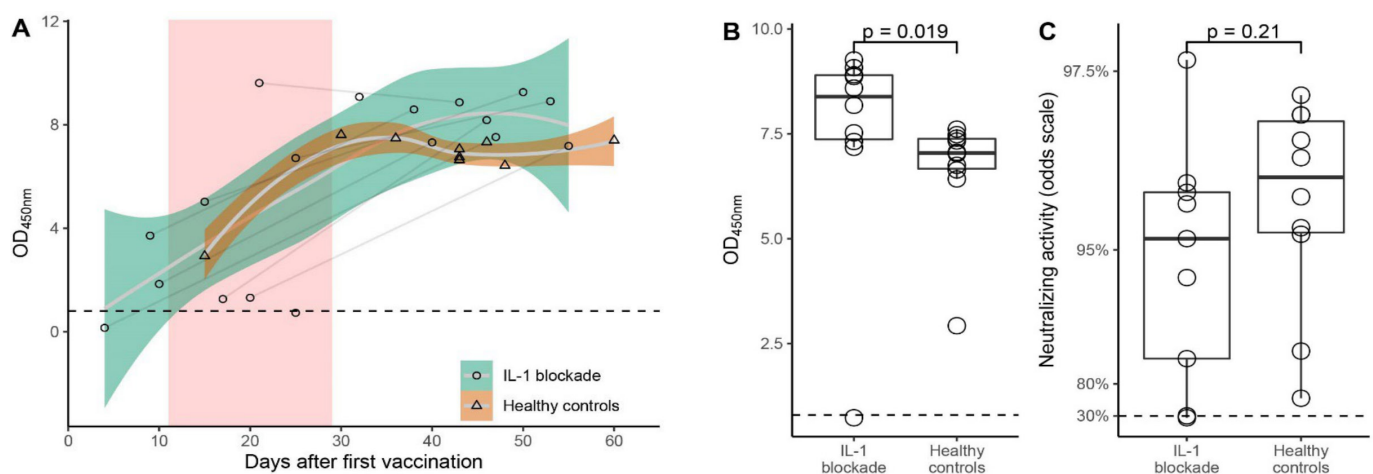 A
12
8
4
0
OD450nm
0
10
20
30
40
50
60
Days after first vaccination
IL-1 blockade
Healthy controls
B
10.0
7.5
5.0
2.5
OD450nm
p = 0.019
IL-1
blockade
Healthy
controls
C
97.5%
95%
80%
30%
Neutralizing activity (odds scale)
p = 0.21
IL-1
blockade
Healthy
controls